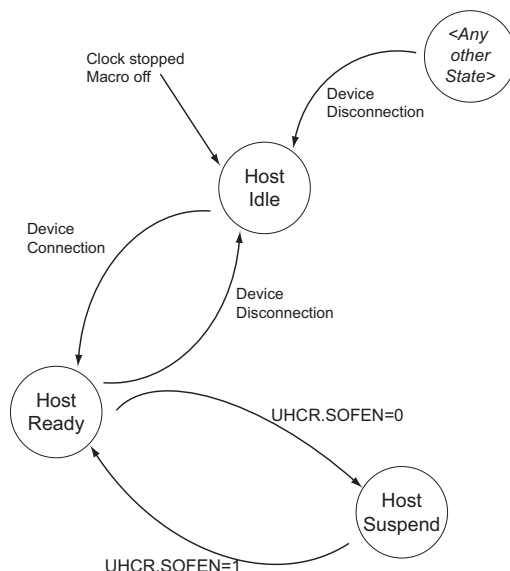 <Any
other
State>
Clock stopped
Macro off
Device
Disconnection
Host
Idle
Device
Connection
Device
Disconnection
Host
Ready
UHCR.SOFEN=0
Host
Suspend
UHCR.SOFEN=1